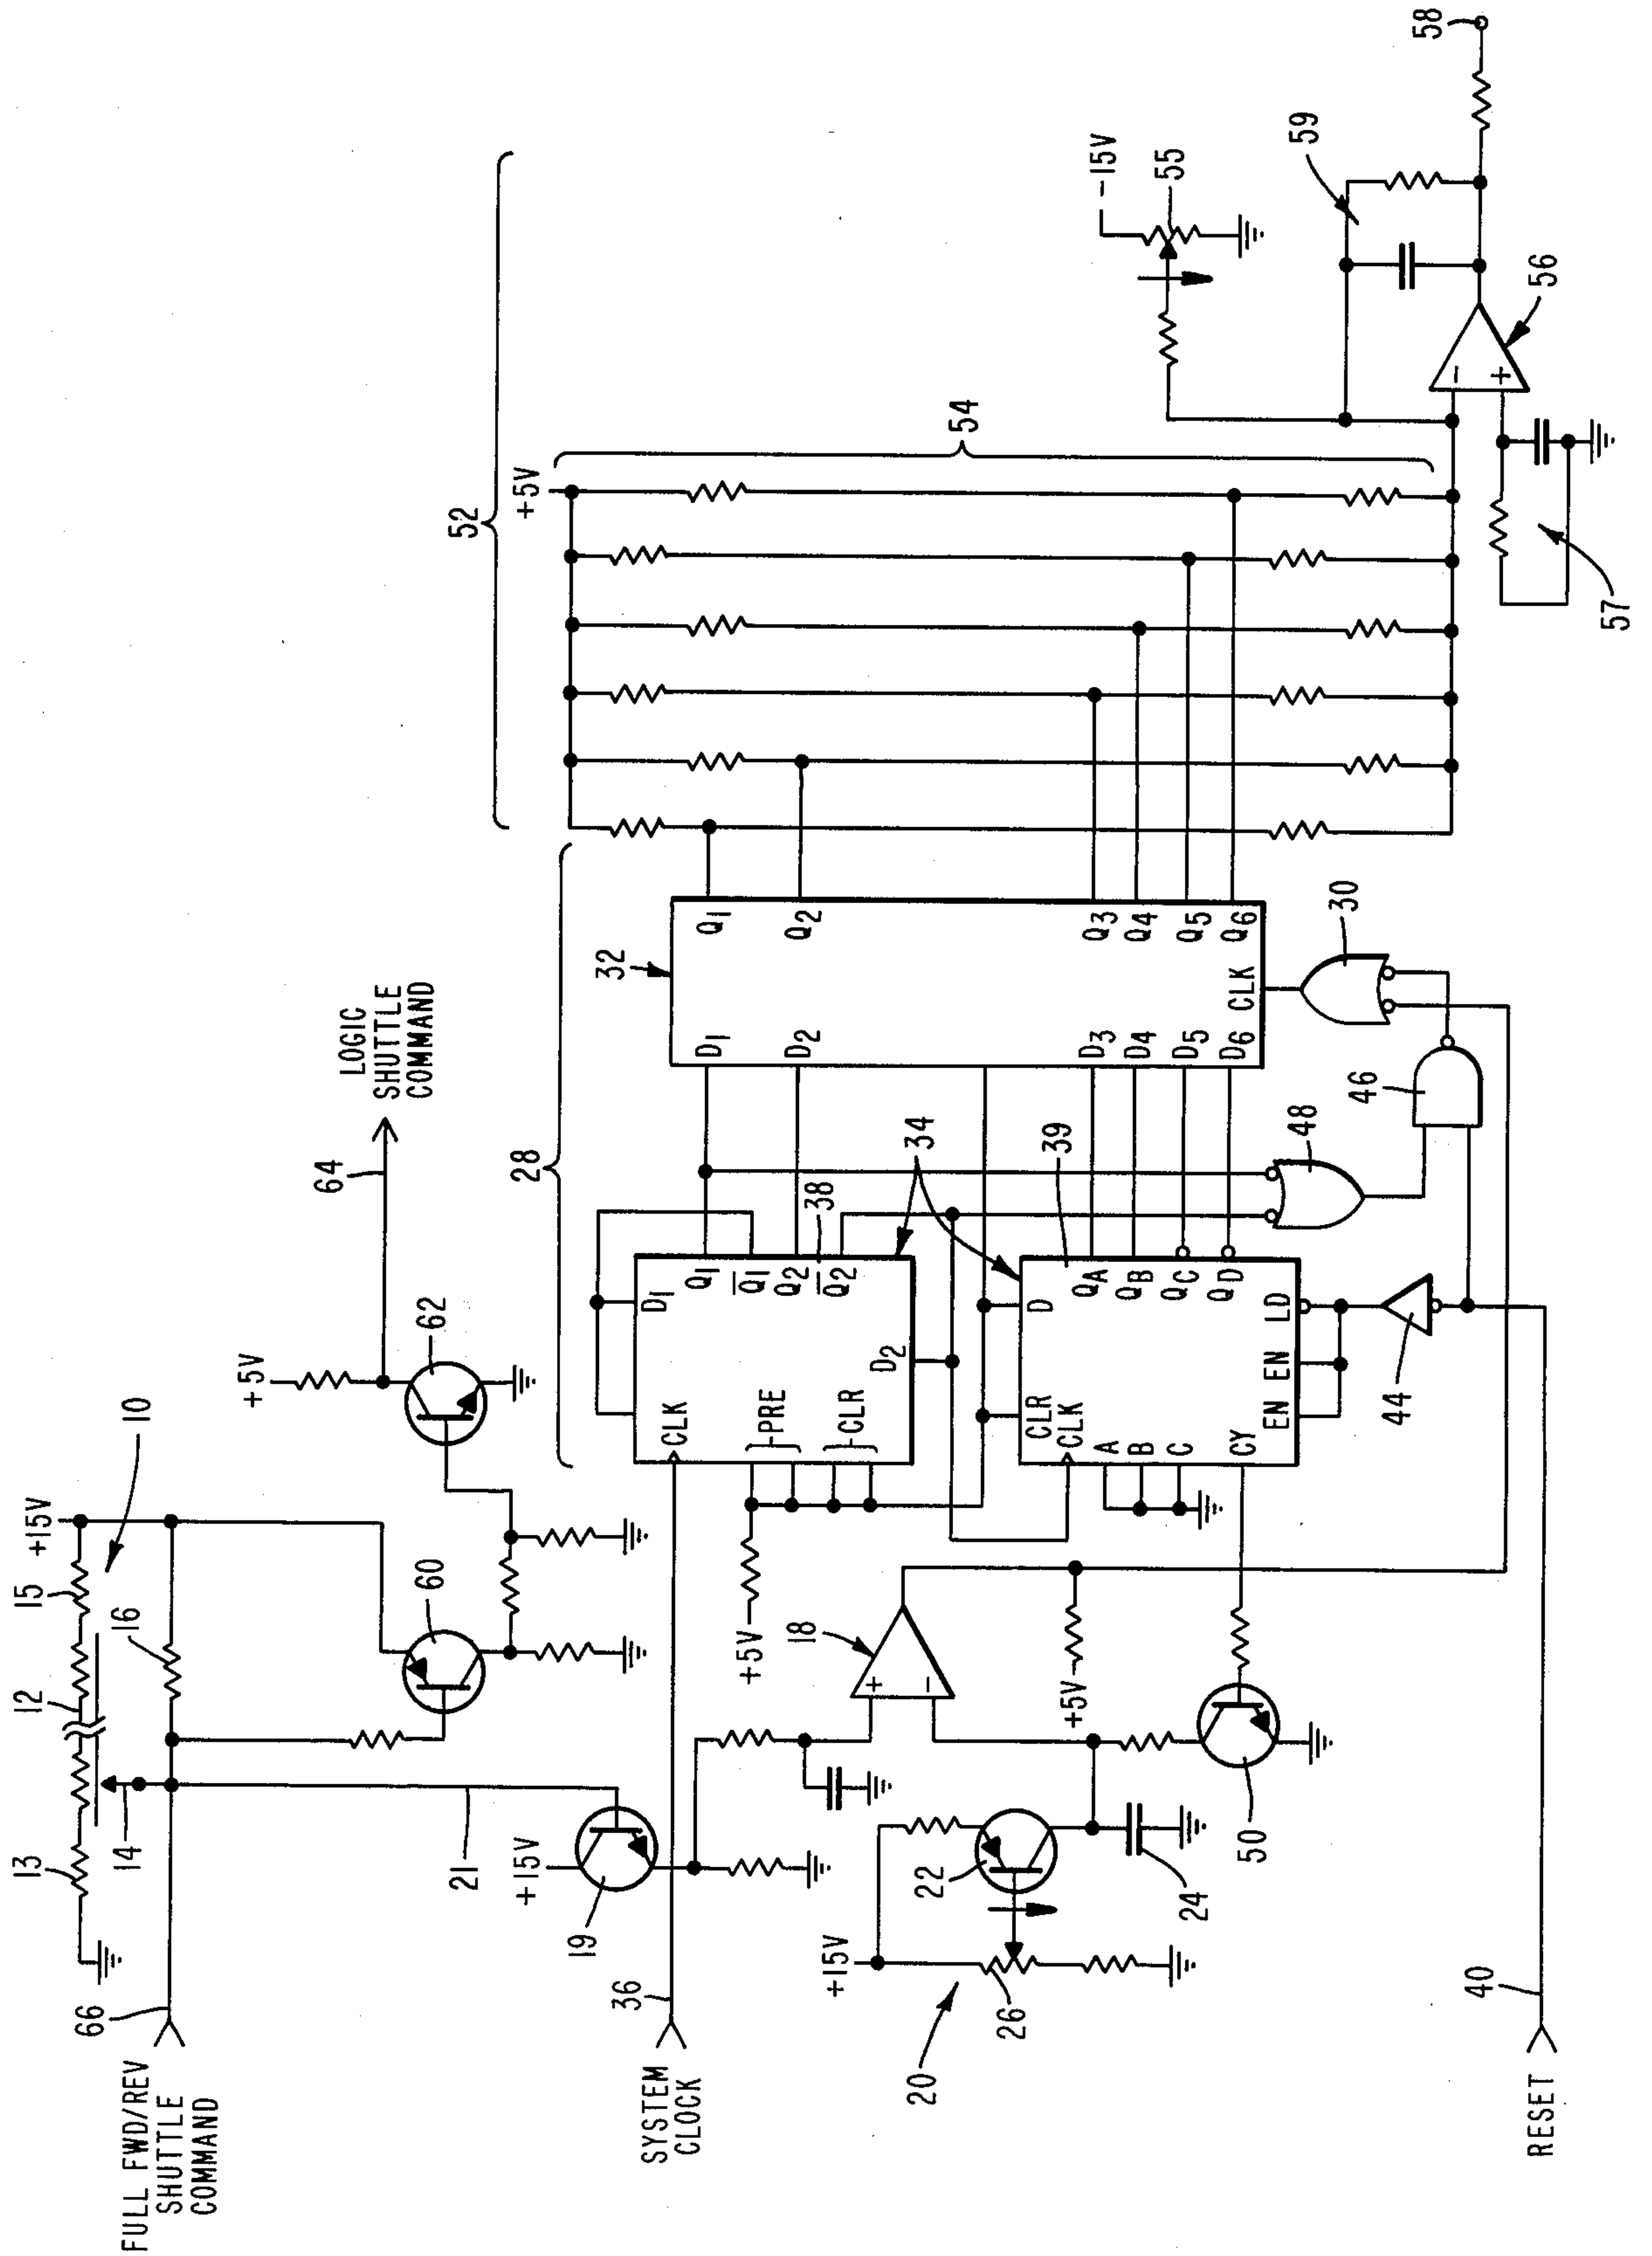 +15V
15
10
12
16
13
14
66
FULL FWD/REV
SHUTTLE
COMMAND
60
21
+15V
19
+5V
62
64
LOGIC
SHUTTLE
COMMAND
36
SYSTEM
CLOCK
28
D1
CLK
Q1
Q̅1
Q2
Q̅2
38
PRE
CLR
D2
+5V
34
39
D
CLR
CLK
A
B
C
CY
EN
EN
LD
QA
QB
QC
QD
32
D1
D2
D3
D4
D5
D6
CLK
Q1
Q2
Q3
Q4
Q5
Q6
30
46
48
44
18
+
-
+5V
+15V
22
24
26
20
50
40
RESET
52
+5V
54
-15V
55
59
56
-
+
57
58